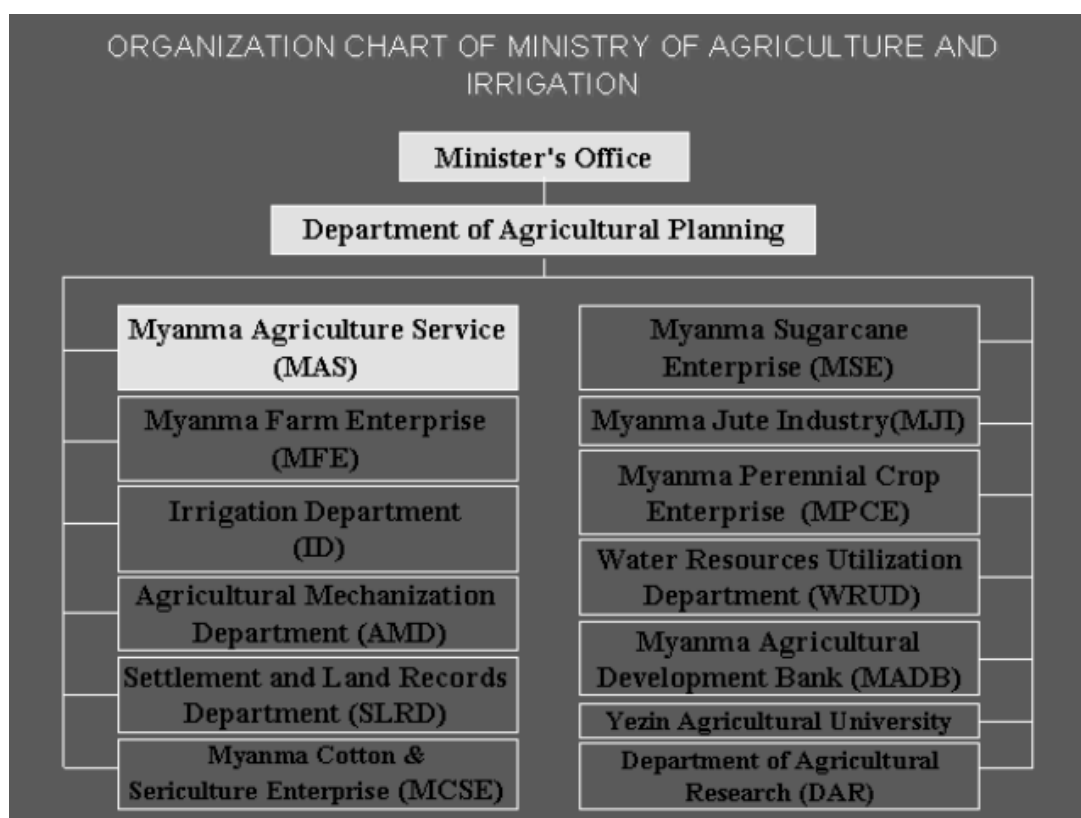 ORGANIZATION CHART OF MINISTRY OF AGRICULTURE AND
IRRIGATION
Minister's Office
Department of Agricultural Planning
Myanma Agriculture Service
(MAS)
Myanma Farm Enterprise
(MFE)
Irrigation Department
(ID)
Agricultural Mechanization
Department (AMD)
Settlement and Land Records
Department (SLRD)
Myanma Cotton &
Sericulture Enterprise (MCSE)
Myanma Sugarcane
Enterprise (MSE)
Myanma Jute Industry(MJI)
Myanma Perennial Crop
Enterprise (MPCE)
Water Resources Utilization
Department (WRUD)
Myanma Agricultural
Development Bank (MADB)
Yezin Agricultural University
Department of Agricultural
Research (DAR)